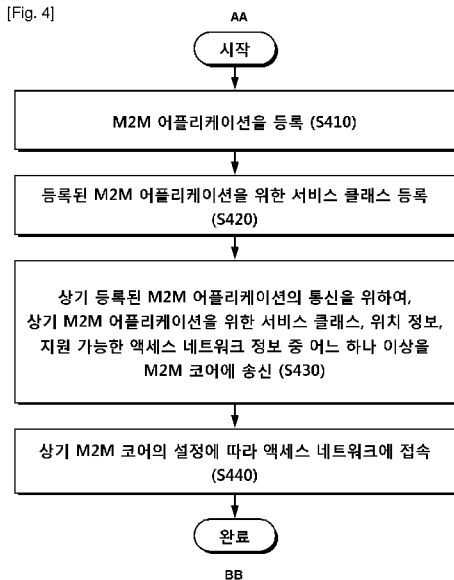 [Fig. 4]
AA
시작
M2M 어플리케이션을 등록 (S410)
등록된 M2M 어플리케이션을 위한 서비스 클래스 등록
(S420)
상기 등록된 M2M 어플리케이션의 통신을 위하여,
상기 M2M 어플리케이션을 위한 서비스 클래스, 위치 정보,
지원 가능한 액세스 네트워크 정보 중 어느 하나 이상을
M2M 코어에 송신 (S430)
상기 M2M 코어의 설정에 따라 액세스 네트워크에 접속
(S440)
완료
BB